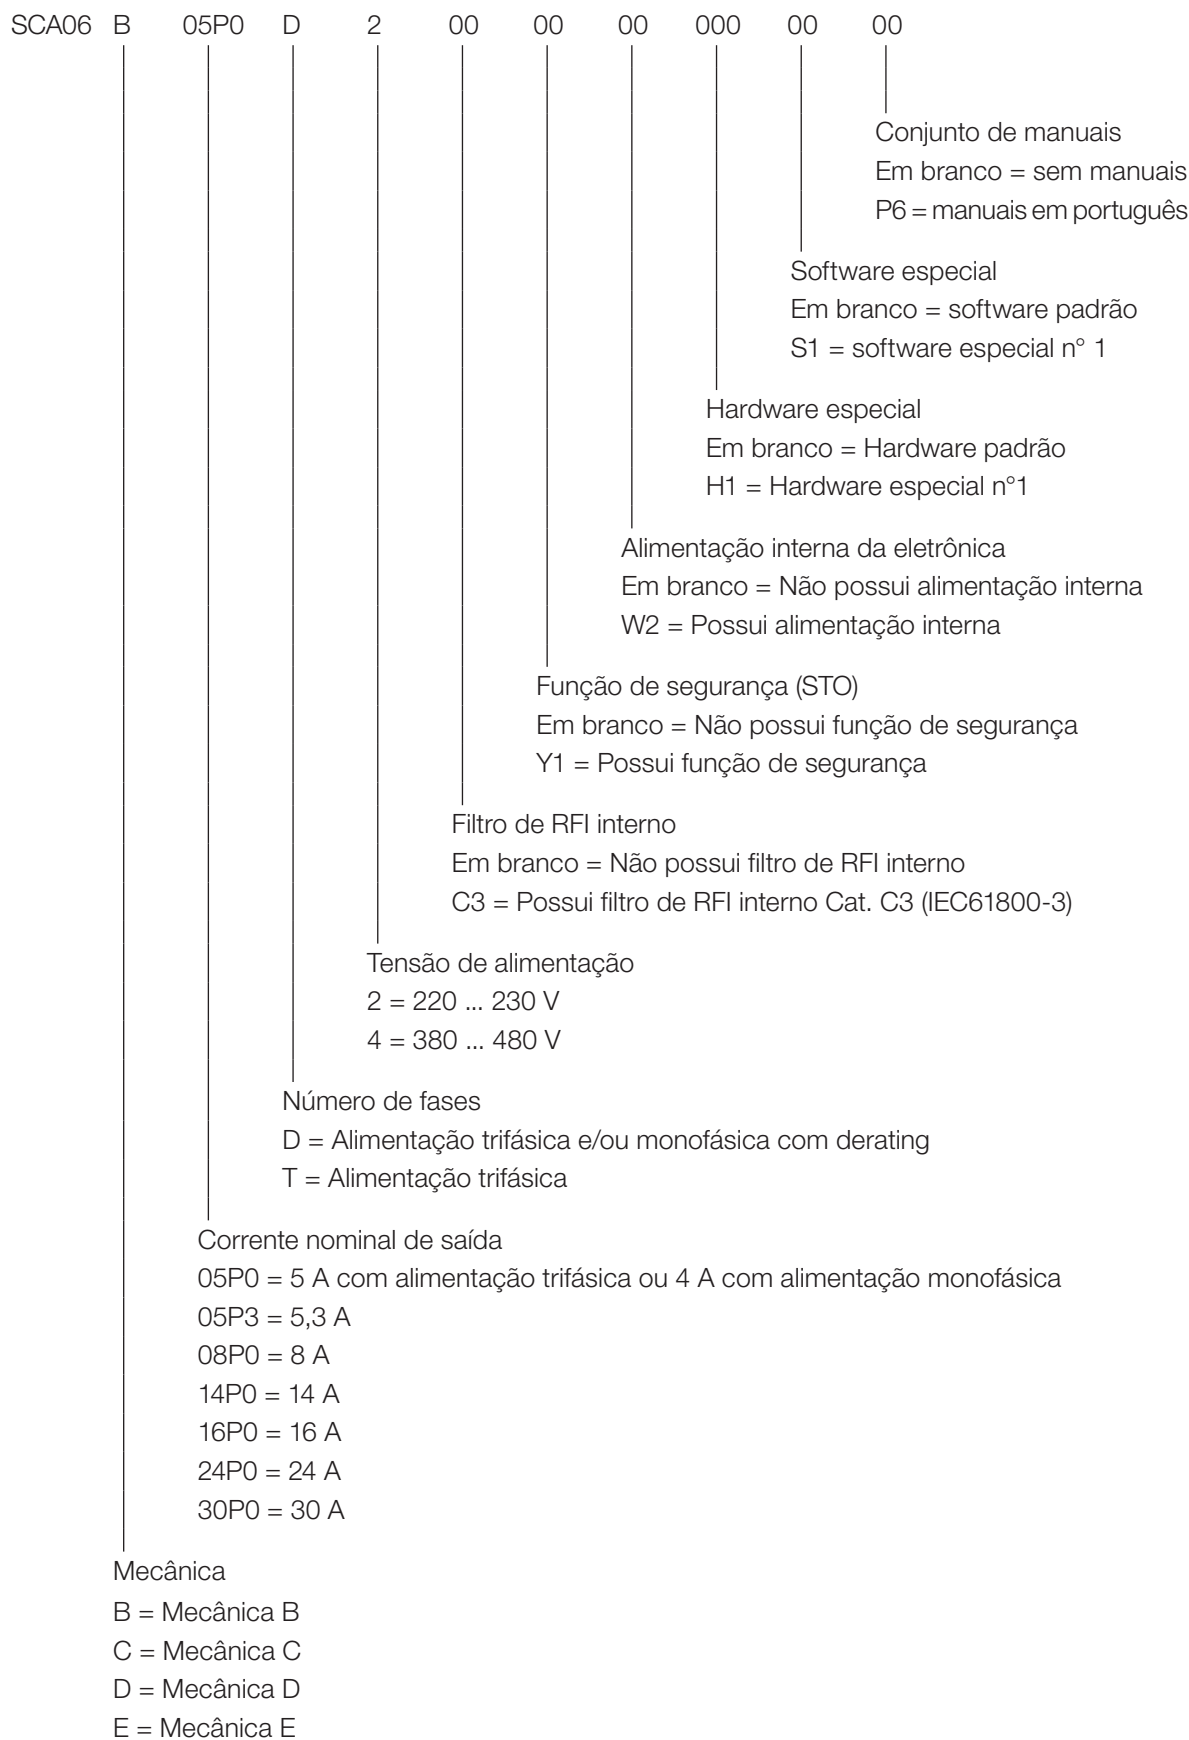 SCA06 B 05P0 D 2 00 00 00 000 00 00
Conjunto de manuais
Em branco = sem manuais
P6 = manuais em português
Software especial
Em branco = software padrão
S1 = software especial n° 1
Hardware especial
Em branco = Hardware padrão
H1 = Hardware especial n°1
Alimentação interna da eletrônica
Em branco = Não possui alimentação interna
W2 = Possui alimentação interna
Função de segurança (STO)
Em branco = Não possui função de segurança
Y1 = Possui função de segurança
Filtro de RFI interno
Em branco = Não possui filtro de RFI interno
C3 = Possui filtro de RFI interno Cat. C3 (IEC61800-3)
Tensão de alimentação
2 = 220 ... 230 V
4 = 380 ... 480 V
Número de fases
D = Alimentação trifásica e/ou monofásica com derating
T = Alimentação trifásica
Corrente nominal de saída
05P0 = 5 A com alimentação trifásica ou 4 A com alimentação monofásica
05P3 = 5,3 A
08P0 = 8 A
14P0 = 14 A
16P0 = 16 A
24P0 = 24 A
30P0 = 30 A
Mecânica
B = Mecânica B
C = Mecânica C
D = Mecânica D
E = Mecânica E